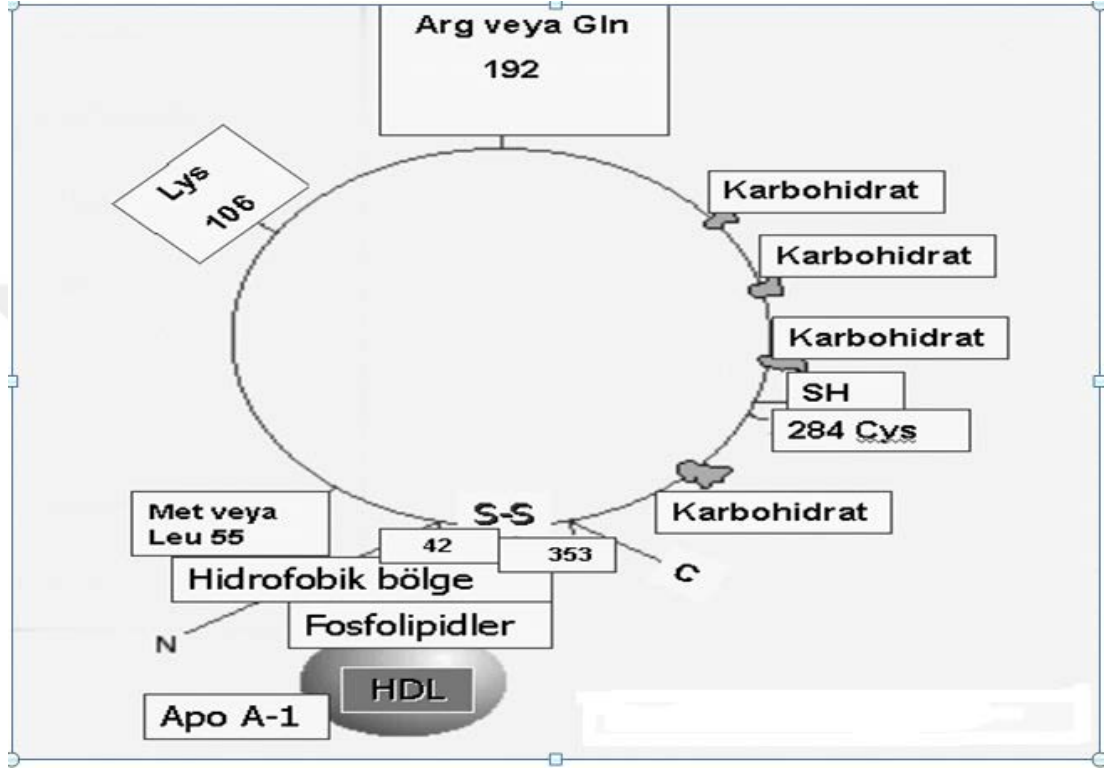 Arg veya Gln
192
Lys
106
Karbohidrat
Karbohidrat
Karbohidrat
SH
284 Cys
Met veya
Leu 55
S-S
Karbohidrat
42
353
Hidrofobik bölge
C
Fosfolipidler
N
HDL
Apo A-1